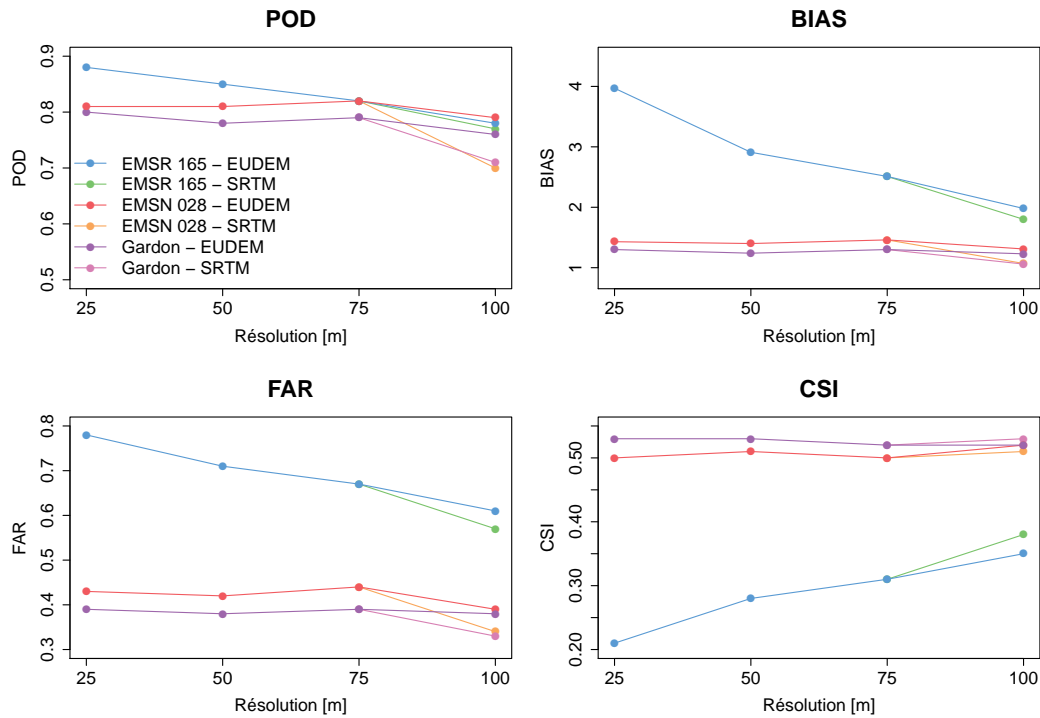 POD
POD
0.5 0.6 0.7 0.8 0.9
25 50 75 100
Résolution [m]
EMSR 165 – EUDEM
EMSR 165 – SRTM
EMSN 028 – EUDEM
EMSN 028 – SRTM
Gardon – EUDEM
Gardon – SRTM
BIAS
BIAS
1 2 3 4
25 50 75 100
Résolution [m]
FAR
FAR
0.3 0.4 0.5 0.6 0.7 0.8
25 50 75 100
Résolution [m]
CSI
CSI
0.20 0.30 0.40 0.50
25 50 75 100
Résolution [m]